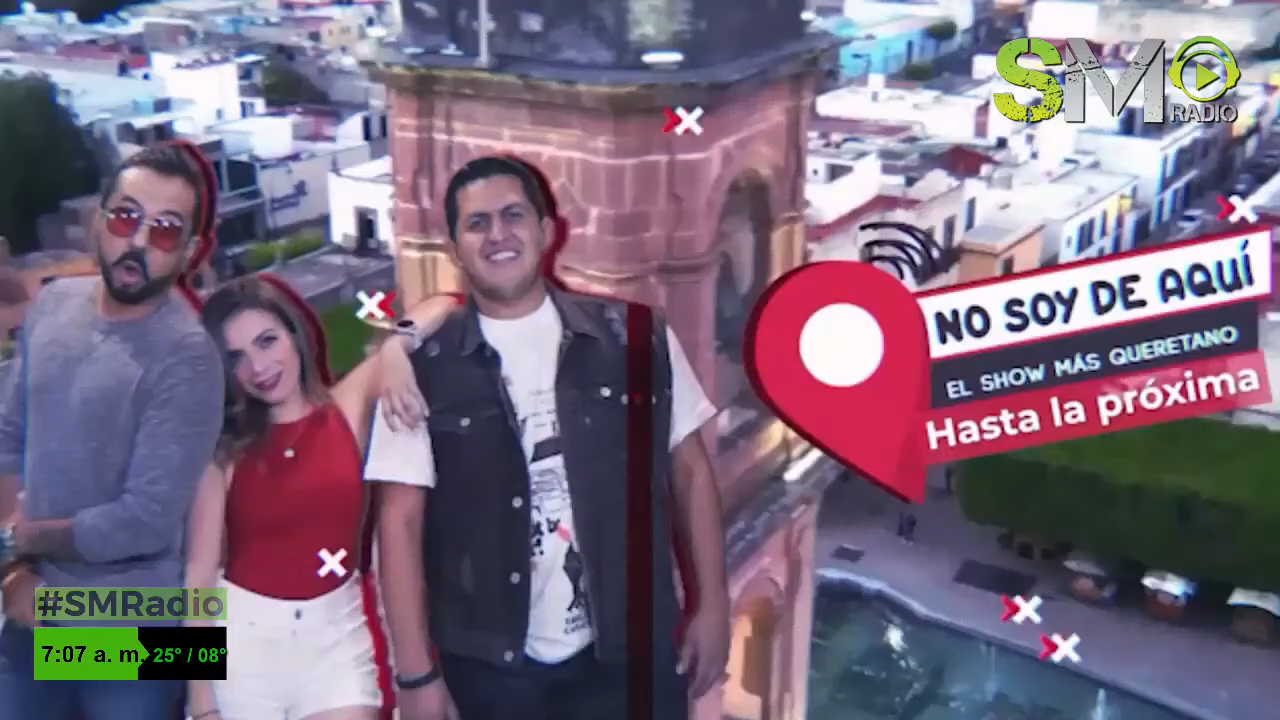 SM
RADIO
NO SOY DE AQUÍ
EL SHOW MÁS QUERETANO
Hasta la próxima
#SMRadio
7:07 a. m. 25° / 08°